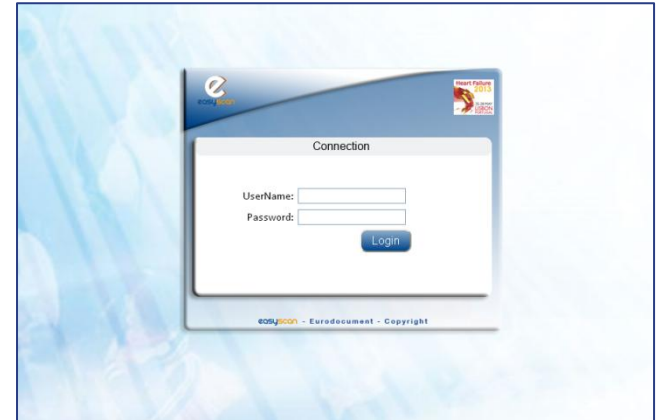 easyscan
Heart Failure
2013
LISBON
Connection
UserName:
Password:
Login
easyscan - Eurodocument - Copyright